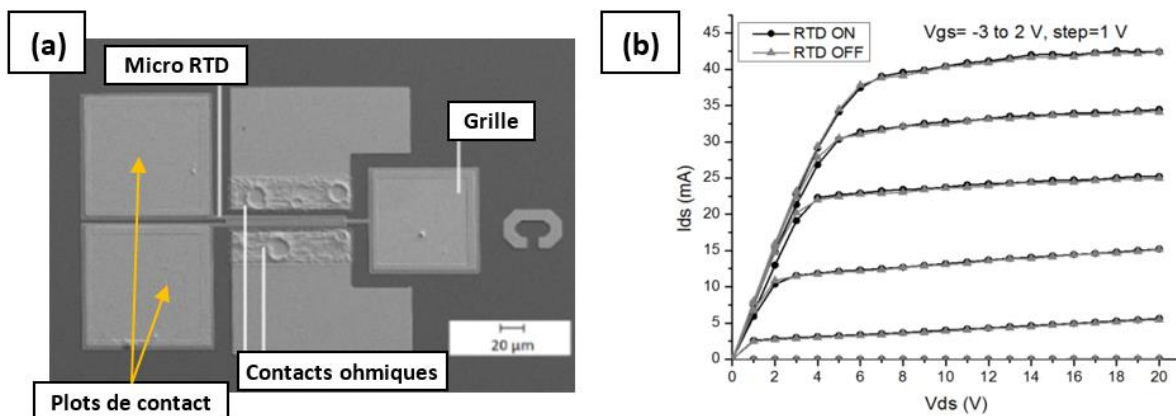 (a)
Micro RTD
Grille
20 µm
Contacts ohmiques
Plots de contact
(b)
RTD ON
RTD OFF
Vgs= -3 to 2 V, step=1 V
Ids (mA)
45
40
35
30
25
20
15
10
5
0
0 2 4 6 8 10 12 14 16 18 20
Vds (V)